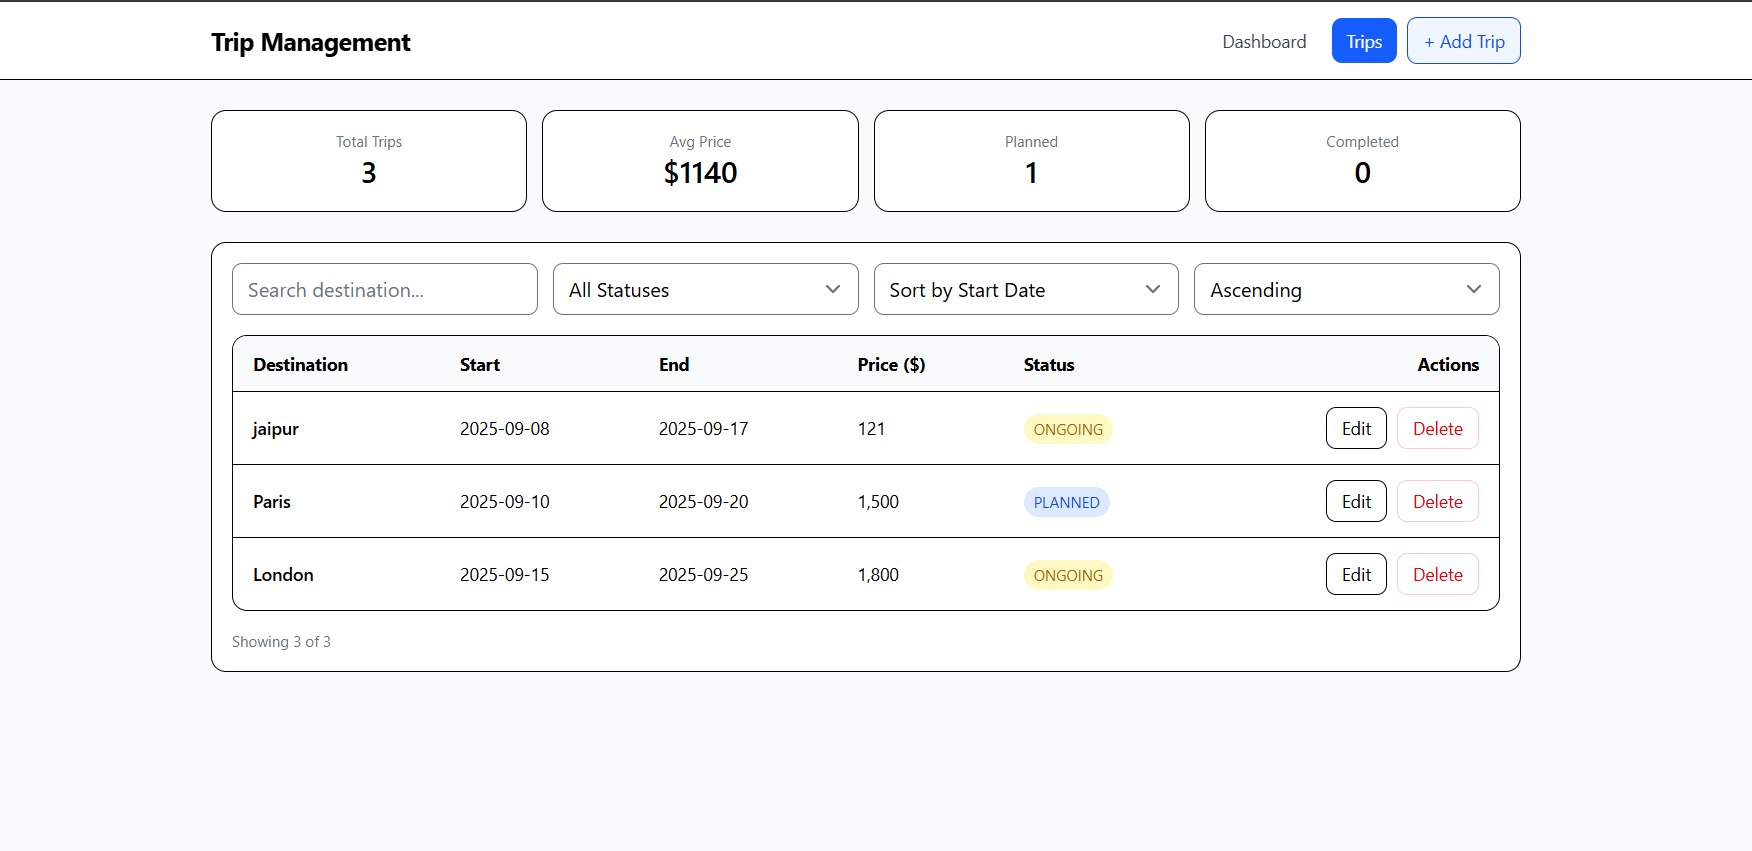 Trip Management
Dashboard Trips + Add Trip
Total Trips
3
Avg Price
$1140
Planned
1
Completed
0
Search destination... All Statuses Sort by Start Date Ascending
Destination Start End Price ($) Status Actions
jaipur 2025-09-08 2025-09-17 121 ONGOING Edit Delete
Paris 2025-09-10 2025-09-20 1,500 PLANNED Edit Delete
London 2025-09-15 2025-09-25 1,800 ONGOING Edit Delete
Showing 3 of 3